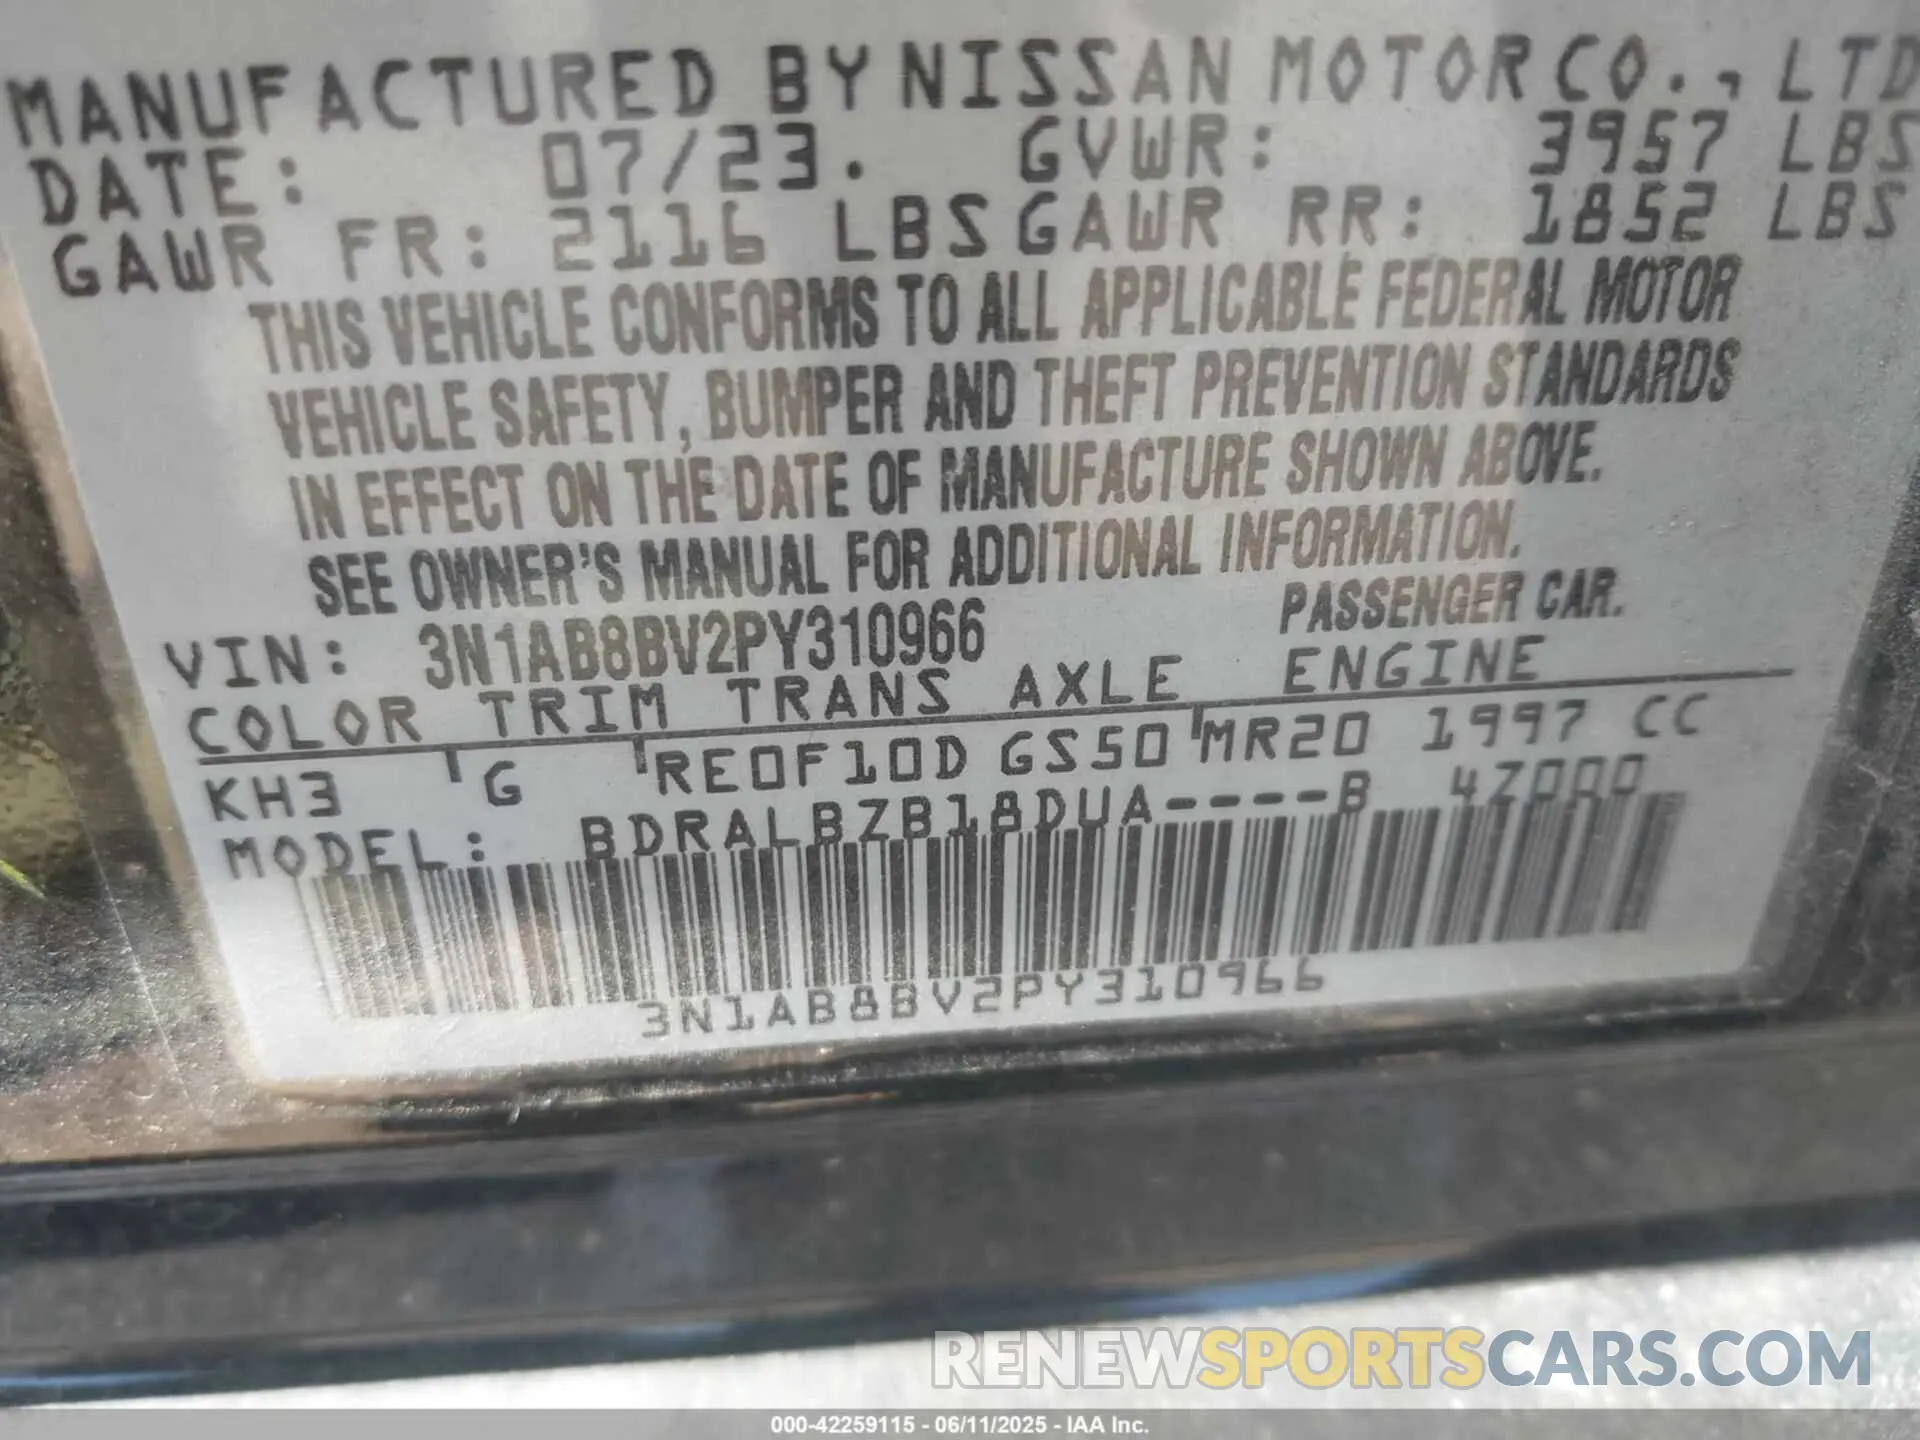 MANUFACTURED BY NISSAN MOTOR CO., LTD
DATE: 07/23. GVWR: 3957 LBS
GAWR FR: 2116 LBS GAWR RR: 1852 LBS
THIS VEHICLE CONFORMS TO ALL APPLICABLE FEDERAL MOTOR
VEHICLE SAFETY, BUMPER AND THEFT PREVENTION STANDARDS
IN EFFECT ON THE DATE OF MANUFACTURE SHOWN ABOVE.
SEE OWNER'S MANUAL FOR ADDITIONAL INFORMATION.
VIN: 3N1AB8BV2PY310966 PASSENGER CAR.
COLOR TRIM TRANS AXLE ENGINE
KH3 G RE0F10D GS50 MR20 1997 CC
MODEL: BDRALBZB18DUA----B 4Z000
3N1AB8BV2PY310966
RENEWSPORTSCARS.COM
000-42259115 - 06/11/2025 - IAA Inc.